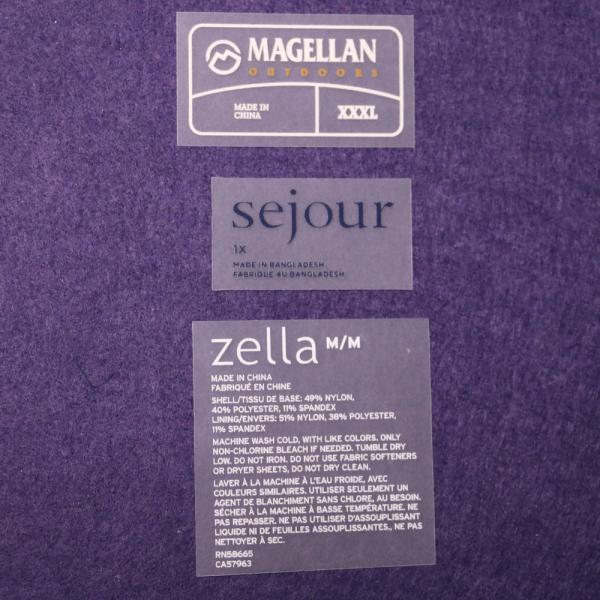 MAGELLAN
OUTDOORS
MADE IN
CHINA
XXXL
sejour
1X
MADE IN BANGLADESH
FABRIQUE AU BANGLADESH
zella M/M
MADE IN CHINA
FABRIQUÉ EN CHINE
SHELL/TISSU DE BASE: 49% NYLON,
40% POLYESTER, 11% SPANDEX
LINING/ENVERS: 51% NYLON, 38% POLYESTER,
11% SPANDEX
MACHINE WASH COLD, WITH LIKE COLORS. ONLY
NON-CHLORINE BLEACH IF NEEDED. TUMBLE DRY
LOW. DO NOT IRON. DO NOT USE FABRIC SOFTENERS
OR DRYER SHEETS, DO NOT DRY CLEAN.
LAVER À LA MACHINE À L'EAU FROIDE, AVEC
COULEURS SIMILAIRES. UTILISER SEULEMENT UN
AGENT DE BLANCHIMENT SANS CHLORE, AU BESOIN.
SÉCHER À LA MACHINE À BASSE TEMPÉRATURE. NE
PAS REPASSER. NE PAS UTILISER D'ASSOUPLISSANT
LIQUIDE NI DE FEUILLES ASSOUPLISSANTES., NE PAS
NETTOYER À SEC.
RN58665
CA57963